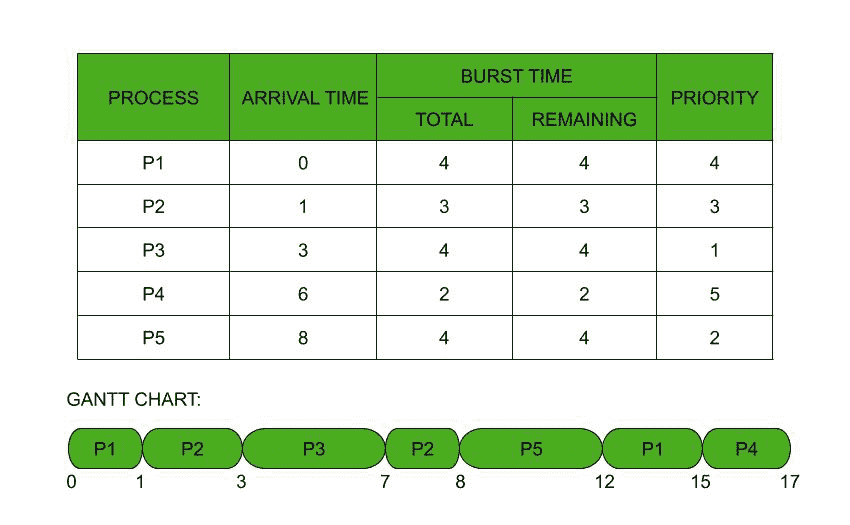 PROCESS ARRIVAL TIME BURST TIME PRIORITY
TOTAL REMAINING
P1 0 4 4 4
P2 1 3 3 3
P3 3 4 4 1
P4 6 2 2 5
P5 8 4 4 2
GANTT CHART:
P1 P2 P3 P2 P5 P1 P4
0 1 3 7 8 12 15 17